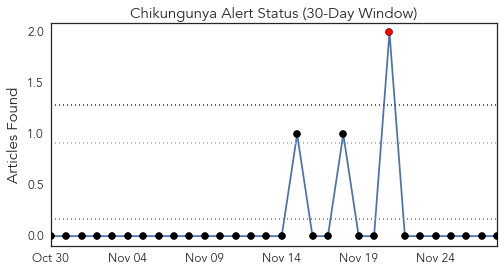 Chikungunya Alert Status (30-Day Window)
Articles Found
2.0
1.5
1.0
0.5
0.0
Oct 30 Nov 04 Nov 09 Nov 14 Nov 19 Nov 24